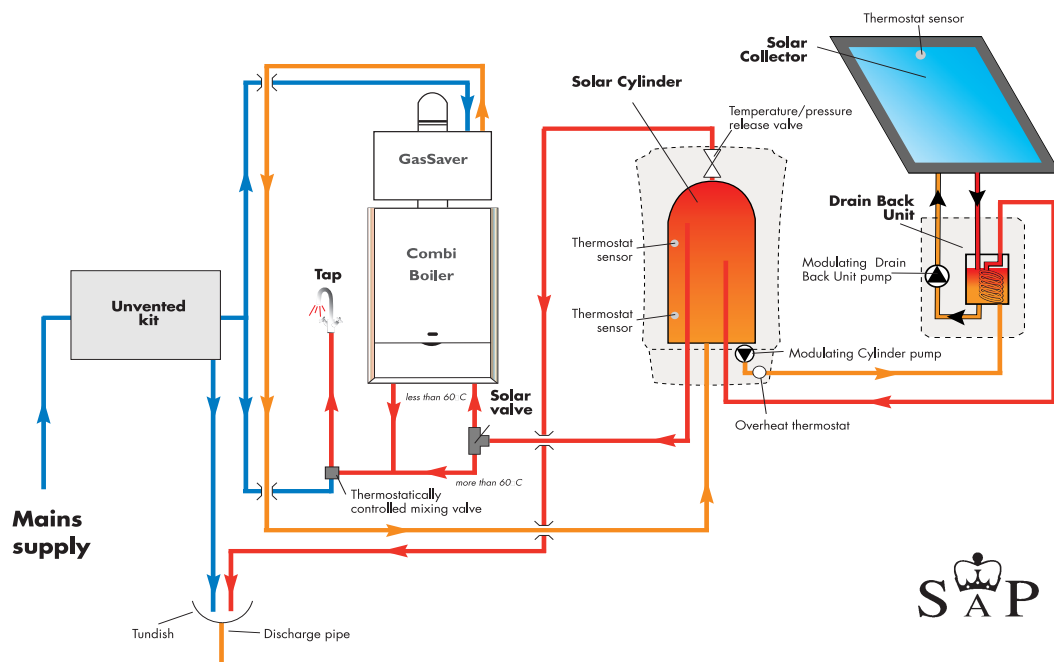 Thermostat sensor
Solar
Collector
Solar Cylinder
Temperature/pressure
release valve
GasSaver
Drain Back
Unit
Combi
Boiler
Thermostat
sensor
Modulating Drain
Back Unit pump
Tap
Unvented
kit
Thermostat
sensor
Modulating Cylinder pump
less than 60°C
Solar
valve
Overheat thermostat
more than 60°C
Thermostatically
controlled mixing valve
Mains
supply
SAP
Tundish
Discharge pipe